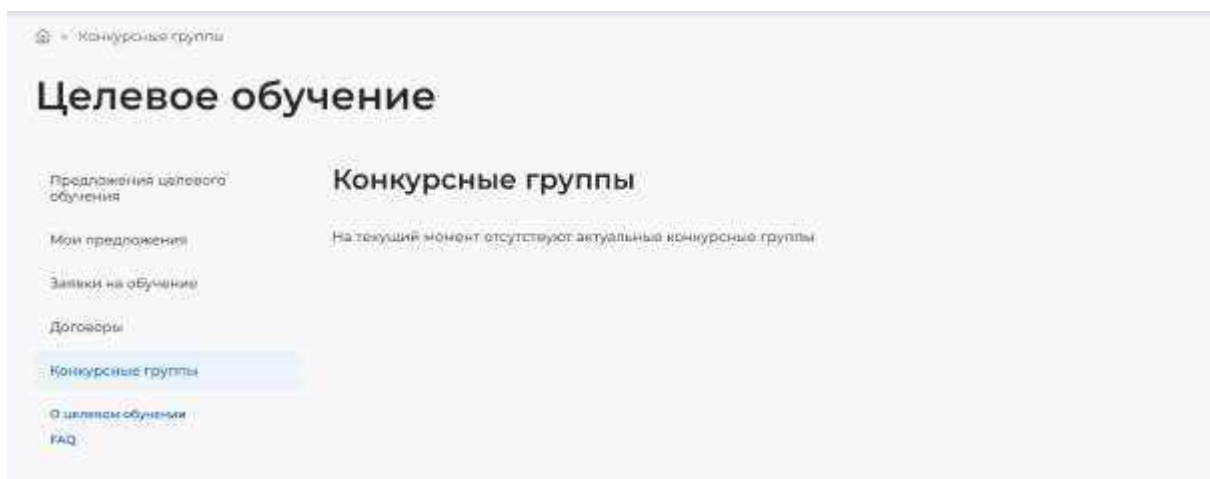 Конкурсные группы
Целевое обучение
Предложения целевого
обучения
Мои предложения
Заявки на обучение
Договоры
Конкурсные группы
О целевом обучении
FAQ
Конкурсные группы
На текущий момент отсутствуют актуальные конкурсные группы